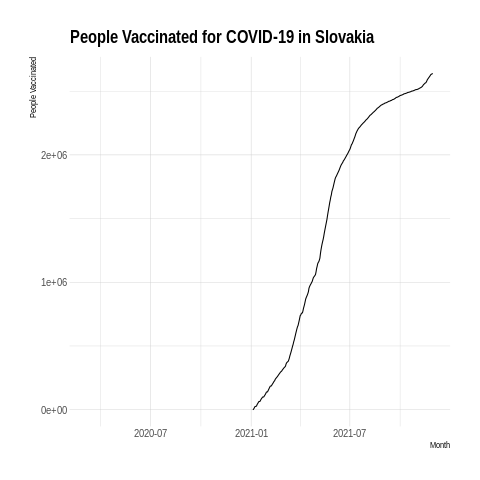 People Vaccinated for COVID-19 in Slovakia
People Vaccinated
2e+06
1e+06
0e+00
2020-07
2021-01
2021-07
Month